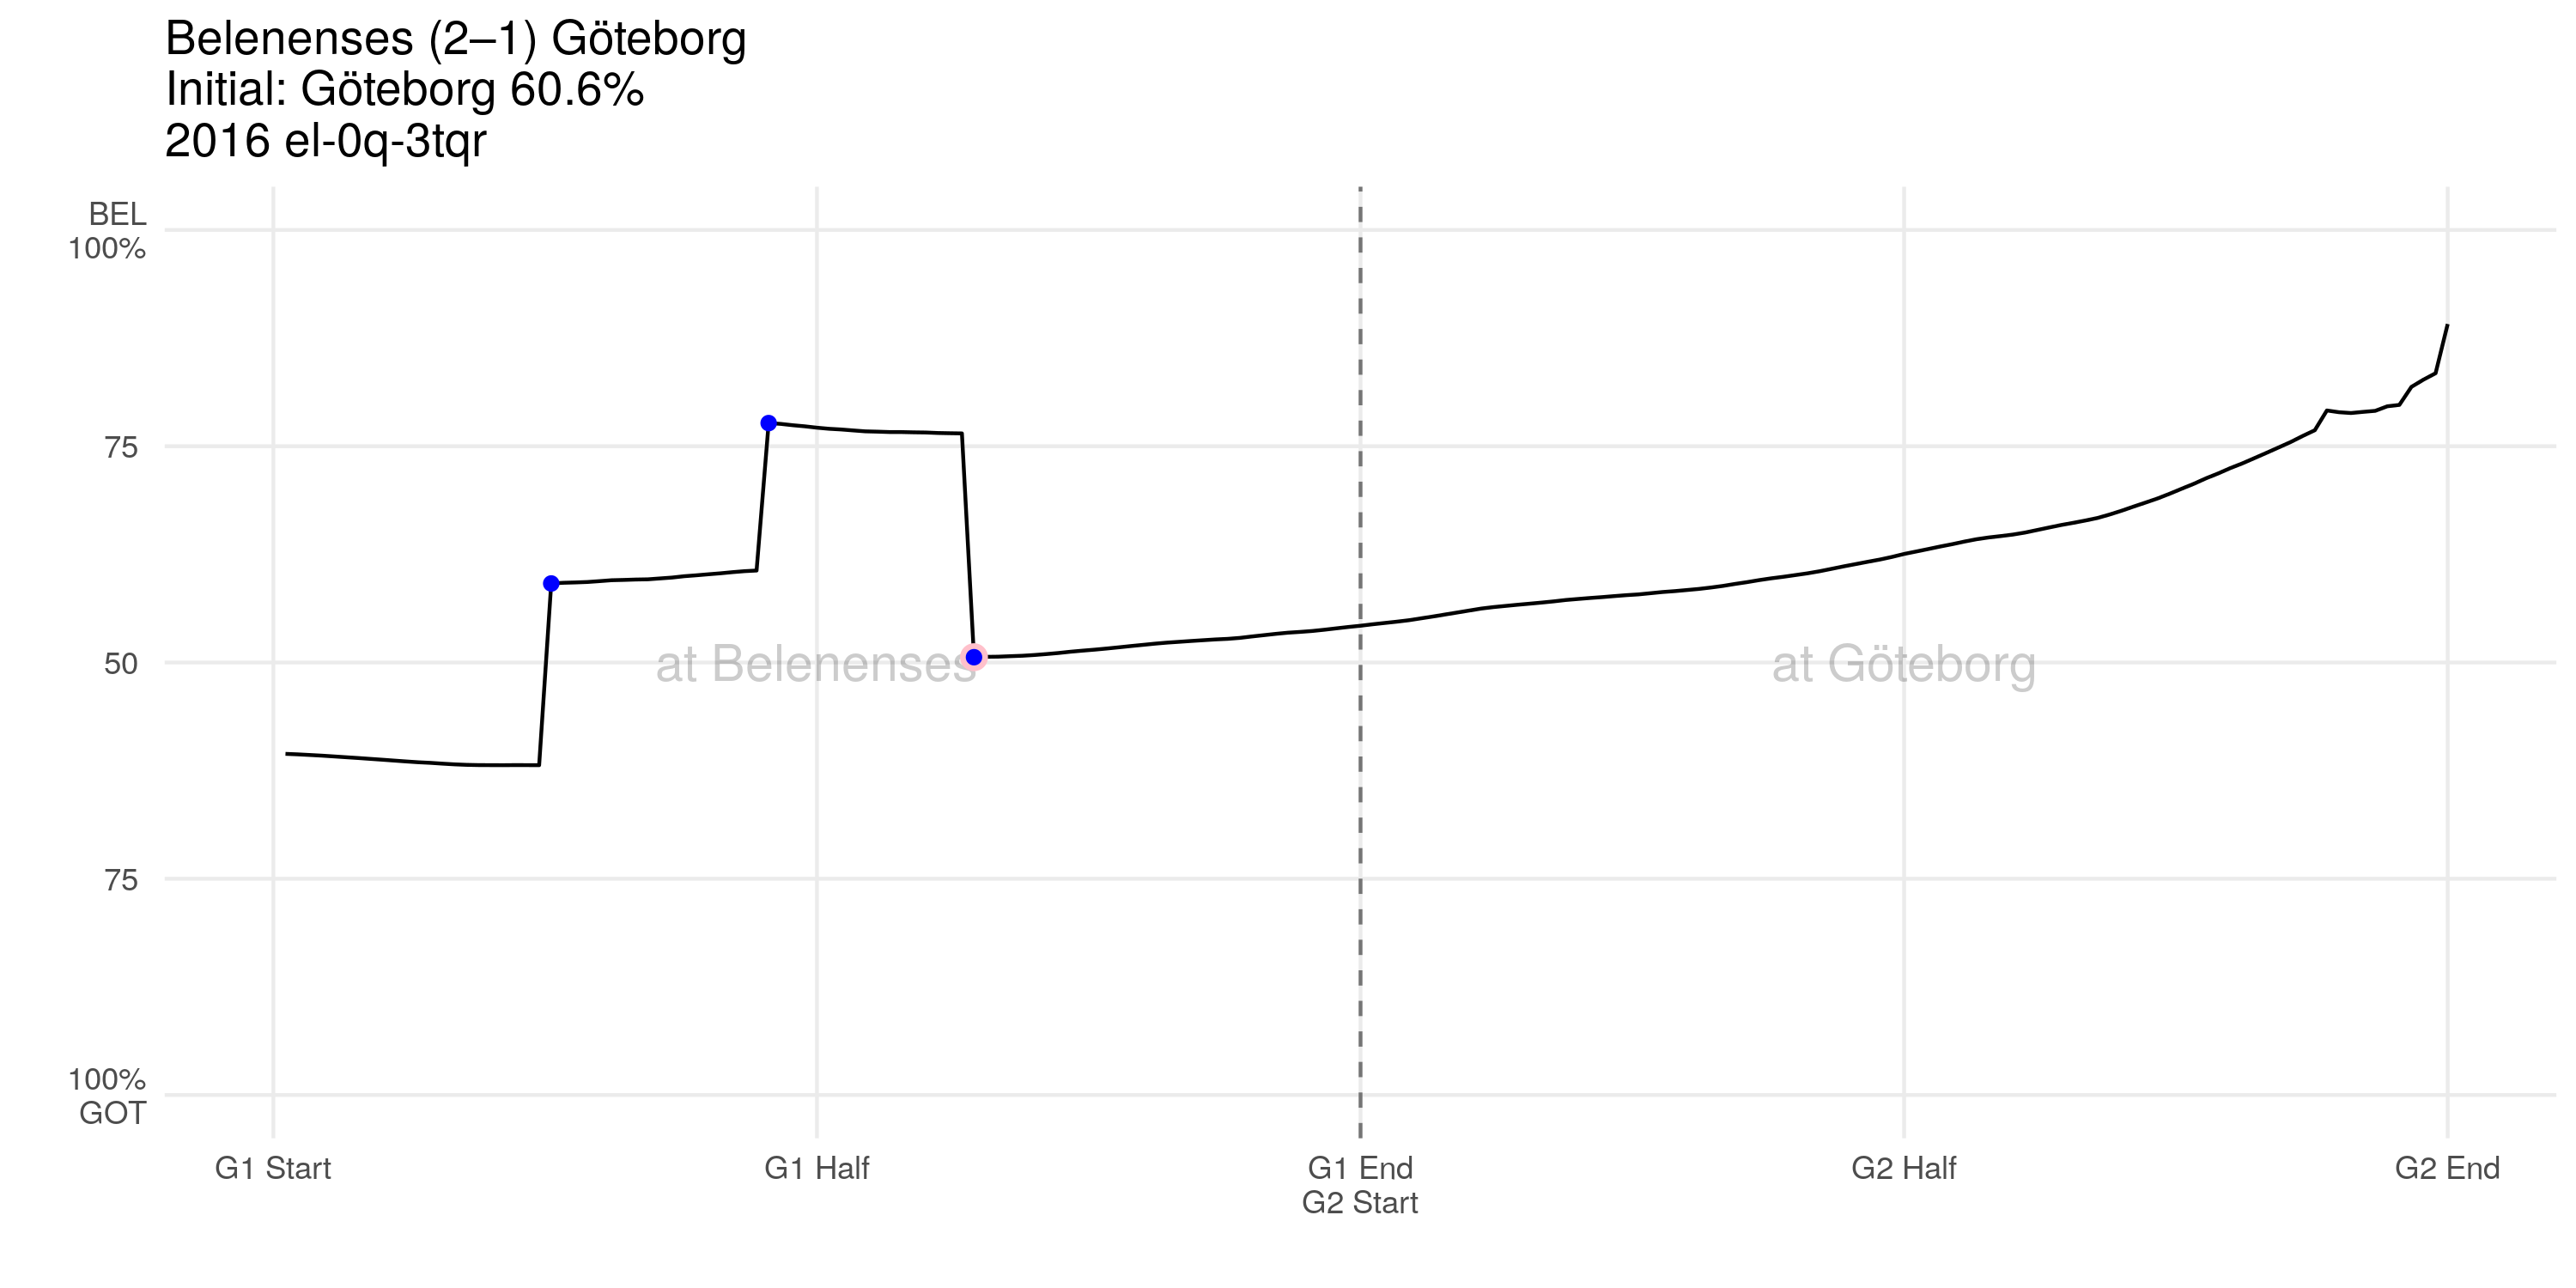 Belenenses (2–1) Göteborg
Initial: Göteborg 60.6%
2016 el-0q-3tqr
BEL
100%
75
50
75
100%
GOT
at Belenenses
at Göteborg
G1 Start
G1 Half
G1 End
G2 Start
G2 Half
G2 End